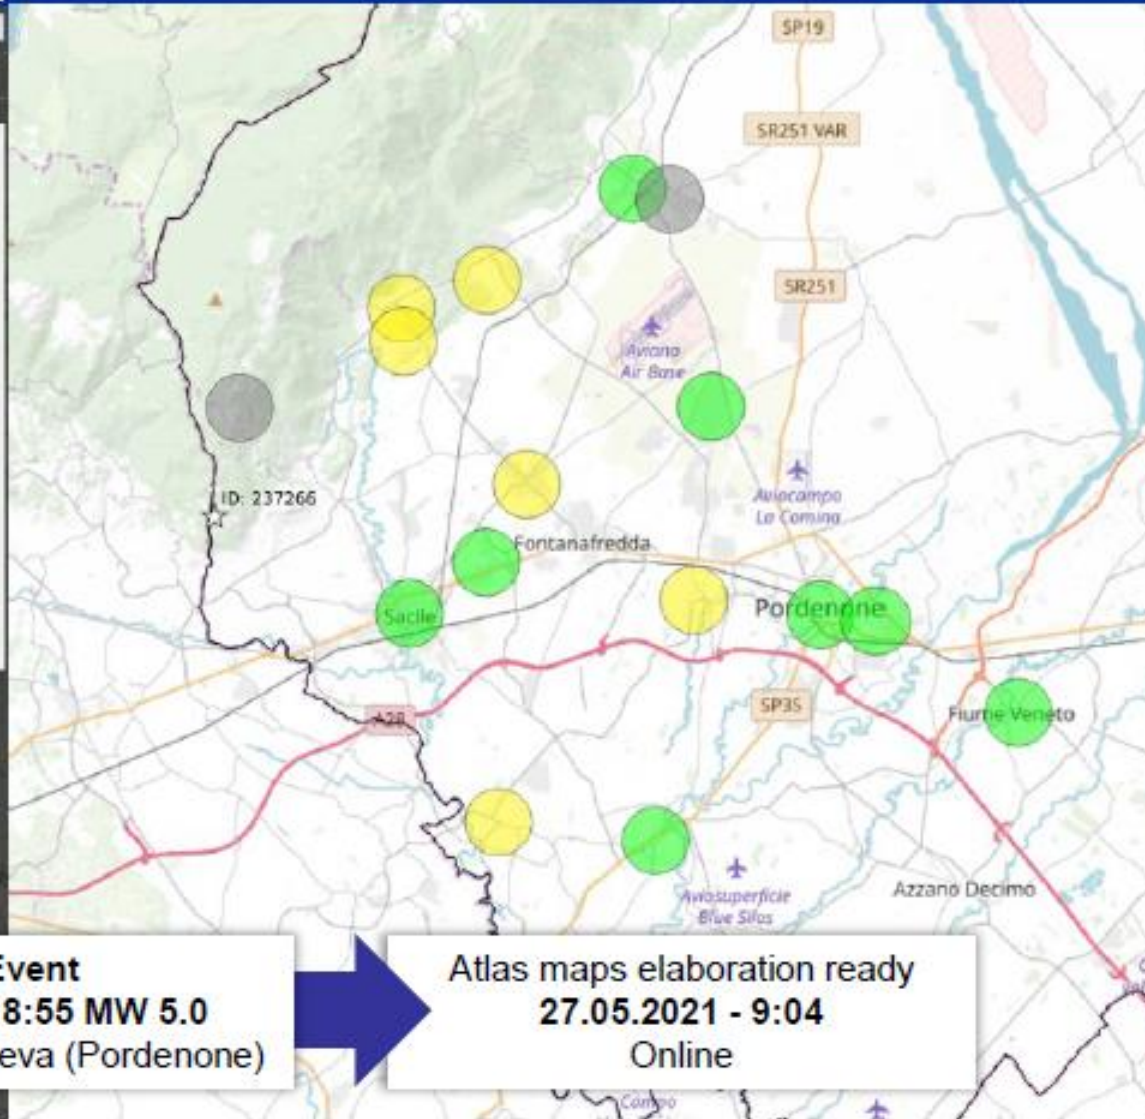 SP19
SR251 VAR
SR251
Aviano
Air Base
ID: 237266
Aviocampo
La Comina
Fontanafredda
Sacile
Pordenone
A28
SP35
Fiume Veneto
Aviosuperficie
Blue Silos
Azzano Decimo
Event
8:55 MW 5.0
eva (Pordenone)
Atlas maps elaboration ready
27.05.2021 - 9:04
Online
Campo